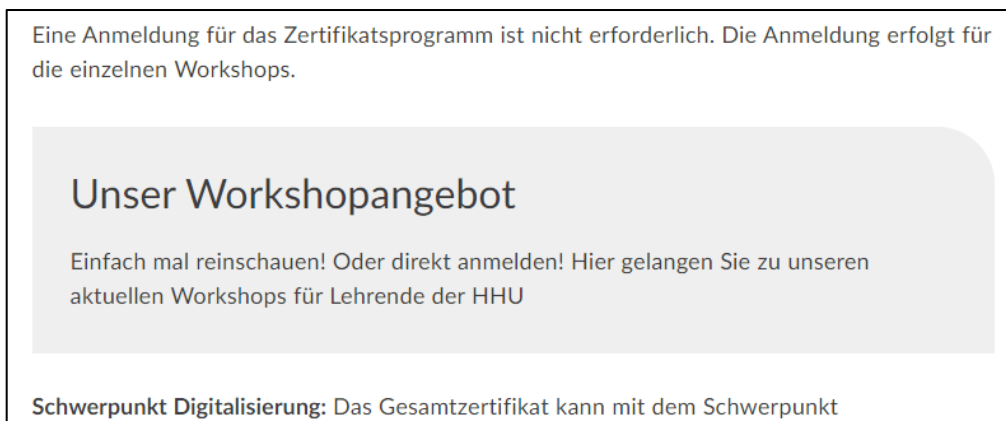 Eine Anmeldung für das Zertifikatsprogramm ist nicht erforderlich. Die Anmeldung erfolgt für
die einzelnen Workshops.
Unser Workshopangebot
Einfach mal reinschauen! Oder direkt anmelden! Hier gelangen Sie zu unseren
aktuellen Workshops für Lehrende der HHU
Schwerpunkt Digitalisierung: Das Gesamtzertifikat kann mit dem Schwerpunkt